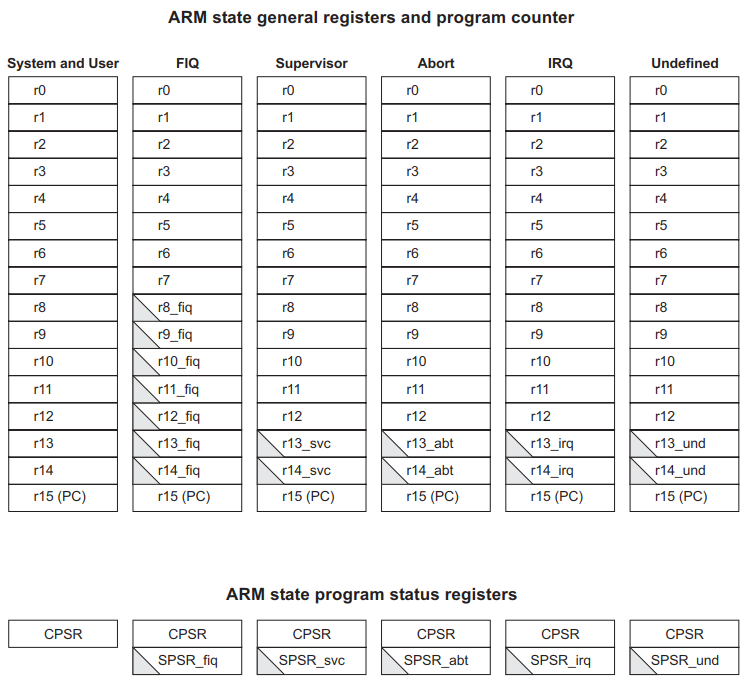 ARM state general registers and program counter
System and User FIQ Supervisor Abort IRQ Undefined
r0 r0 r0 r0 r0 r0
r1 r1 r1 r1 r1 r1
r2 r2 r2 r2 r2 r2
r3 r3 r3 r3 r3 r3
r4 r4 r4 r4 r4 r4
r5 r5 r5 r5 r5 r5
r6 r6 r6 r6 r6 r6
r7 r7 r7 r7 r7 r7
r8 r8_fiq r8 r8 r8 r8
r9 r9_fiq r9 r9 r9 r9
r10 r10_fiq r10 r10 r10 r10
r11 r11_fiq r11 r11 r11 r11
r12 r12_fiq r12 r12 r12 r12
r13 r13_fiq r13_svc r13_abt r13_irq r13_und
r14 r14_fiq r14_svc r14_abt r14_irq r14_und
r15 (PC) r15 (PC) r15 (PC) r15 (PC) r15 (PC) r15 (PC)
ARM state program status registers
CPSR CPSR CPSR CPSR CPSR CPSR
SPSR_fiq SPSR_svc SPSR_abt SPSR_irq SPSR_und